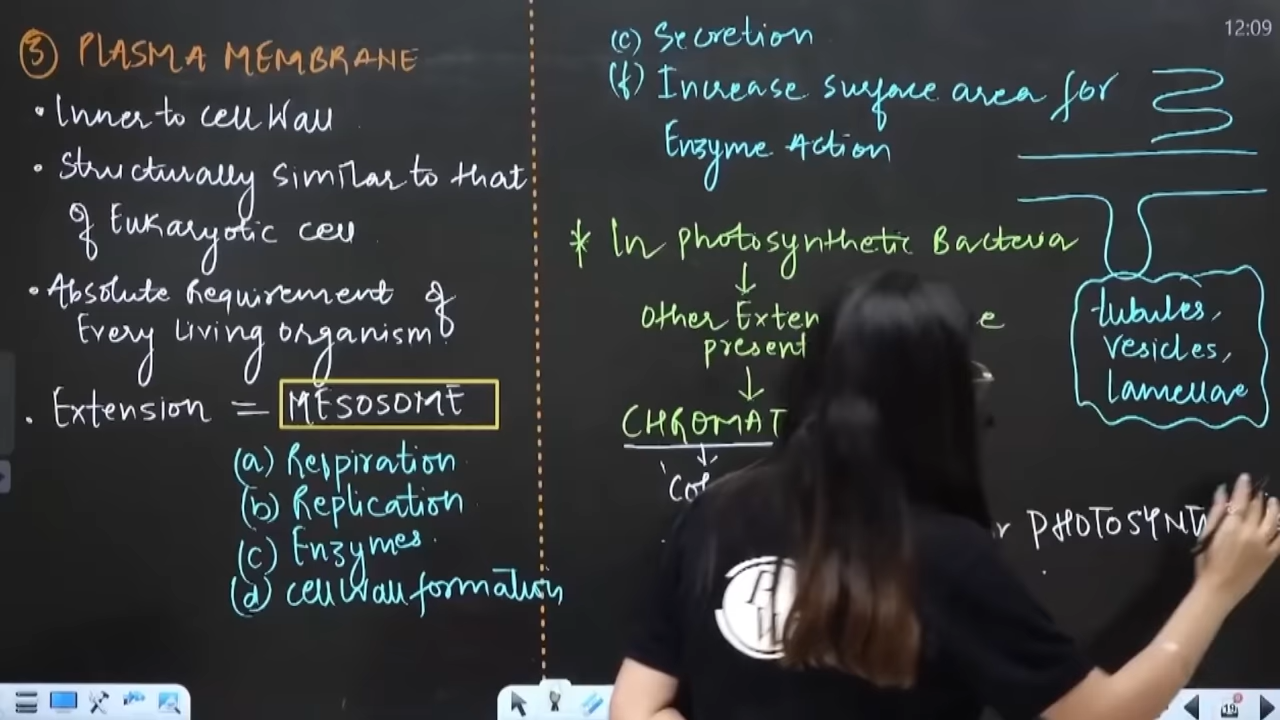 ③ PLASMA MEMBRANE
• Inner to cell Wall
• Structurally similar to that
of Eukaryotic cell
• Absolute Requirement of
Every Living organism.
• Extension = MESOSOME
(a) Respiration
(b) Replication
(c) Enzymes.
(d) cell Wall formation
12:09
(e) Secretion
(f) Increase surface area for
Enzyme Action
* In Photosynthetic Bacteria
↓
Other
present
↓
tubules,
vesicles,
lamellae
19